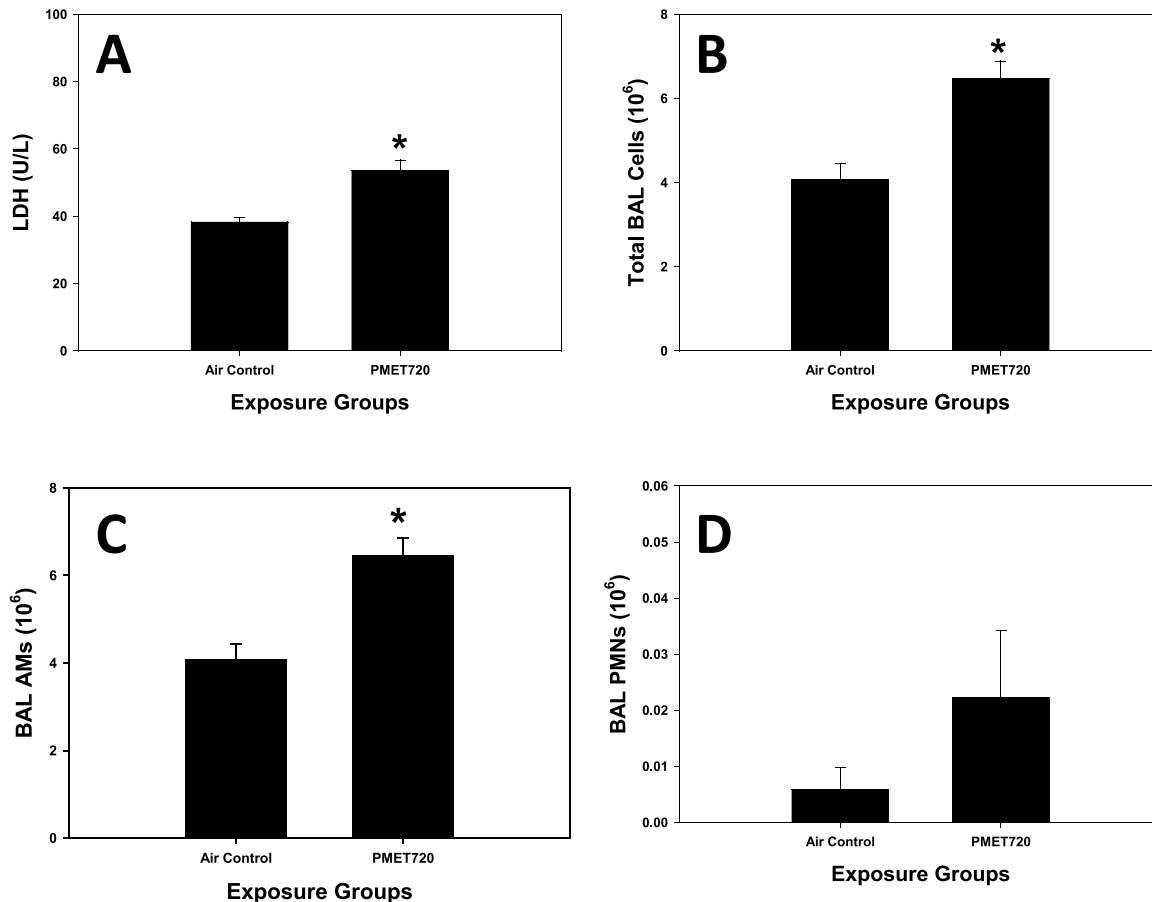 A
LDH (U/L)
100
80
60
40
20
0
*
Air Control PMET720
Exposure Groups
B
Total BAL Cells (10⁶)
8
6
4
2
0
*
Air Control PMET720
Exposure Groups
C
BAL AMs (10⁶)
8
6
4
2
0
*
Air Control PMET720
Exposure Groups
D
BAL PMNs (10⁶)
0.06
0.05
0.04
0.03
0.02
0.01
0.00
Air Control PMET720
Exposure Groups